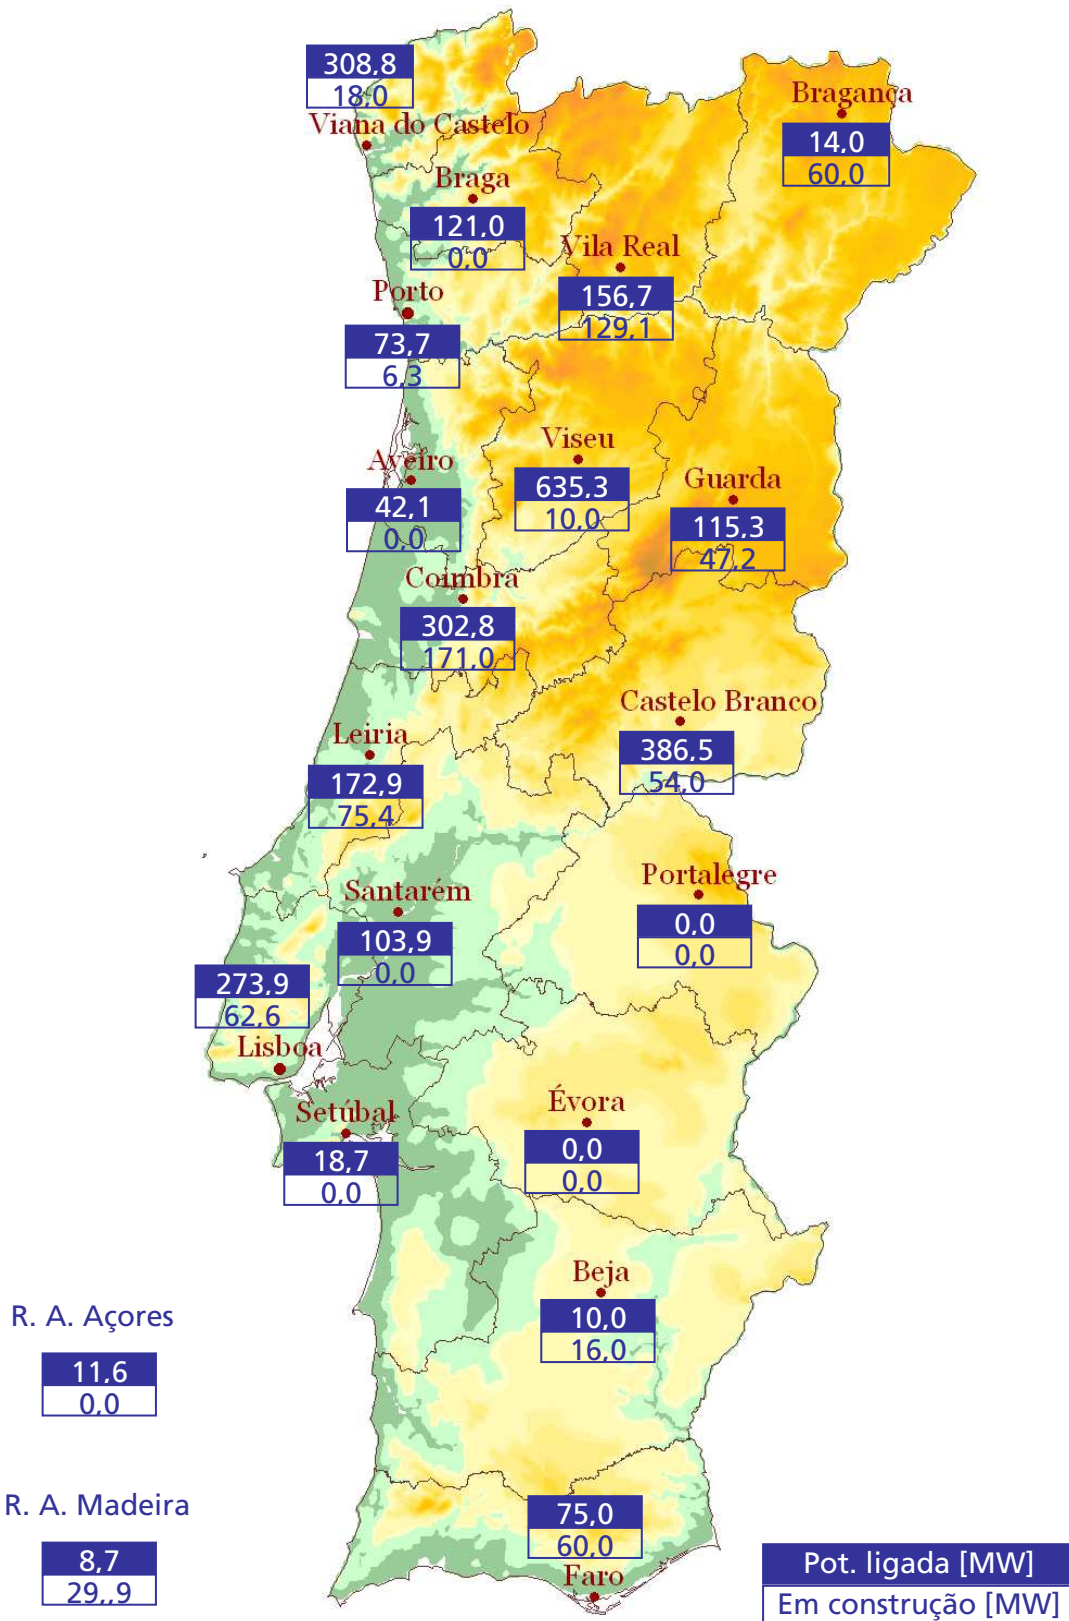 308,8
18,0
Viana do Castelo
Bragança
14,0
60,0
Braga
121,0
0,0
Vila Real
156,7
129,1
Porto
73,7
6,3
Viseu
635,3
10,0
Aveiro
42,1
0,0
Guarda
115,3
47,2
Coimbra
302,8
171,0
Castelo Branco
386,5
54,0
Leiria
172,9
75,4
Portalegre
0,0
0,0
Santarém
103,9
0,0
273,9
62,6
Lisboa
Évora
0,0
0,0
Setúbal
18,7
0,0
Beja
10,0
16,0
R. A. Açores
11,6
0,0
R. A. Madeira
8,7
29,,9
75,0
60,0
Faro
Pot. ligada [MW]
Em construção [MW]